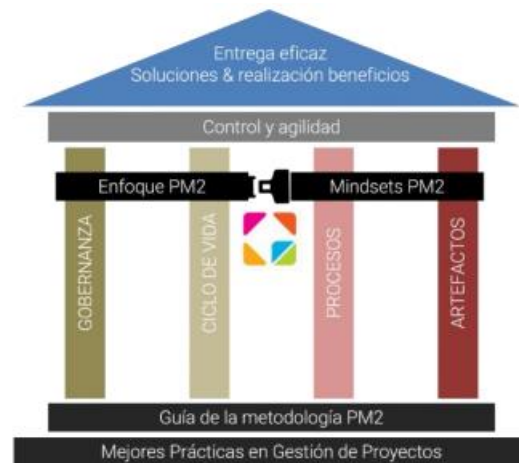 Entrega eficaz
Soluciones & realización beneficios
Control y agilidad
Enfoque PM2
Mindsets PM2
GOBERNANZA
CICLO DE VIDA
PROCESOS
ARTEFACTOS
Guía de la metodología PM2
Mejores Prácticas en Gestión de Proyectos